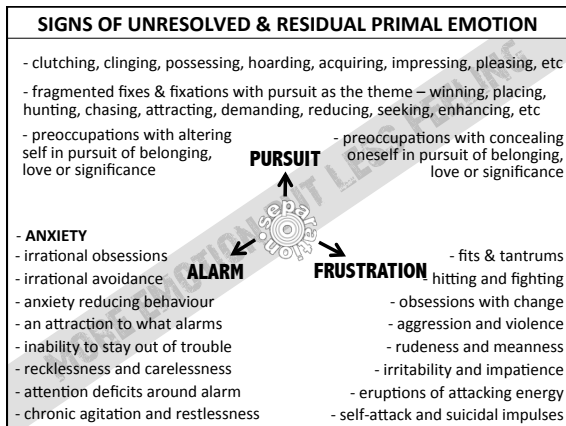 SIGNS OF UNRESOLVED & RESIDUAL PRIMAL EMOTION
- clutching, clinging, possessing, hoarding, acquiring, impressing, pleasing, etc
- fragmented fixes & fixations with pursuit as the theme – winning, placing,
hunting, chasing, attracting, demanding, reducing, seeking, enhancing, etc
- preoccupations with altering
self in pursuit of belonging,
love or significance
- preoccupations with concealing
oneself in pursuit of belonging,
love or significance
PURSUIT
separation
ALARM
FRUSTRATION
- ANXIETY
- irrational obsessions
- irrational avoidance
- anxiety reducing behaviour
- an attraction to what alarms
- inability to stay out of trouble
- recklessness and carelessness
- attention deficits around alarm
- chronic agitation and restlessness
- fits & tantrums
- hitting and fighting
- obsessions with change
- aggression and violence
- rudeness and meanness
- irritability and impatience
- eruptions of attacking energy
- self-attack and suicidal impulses
MORE EMOTION BUT LESS FEELING